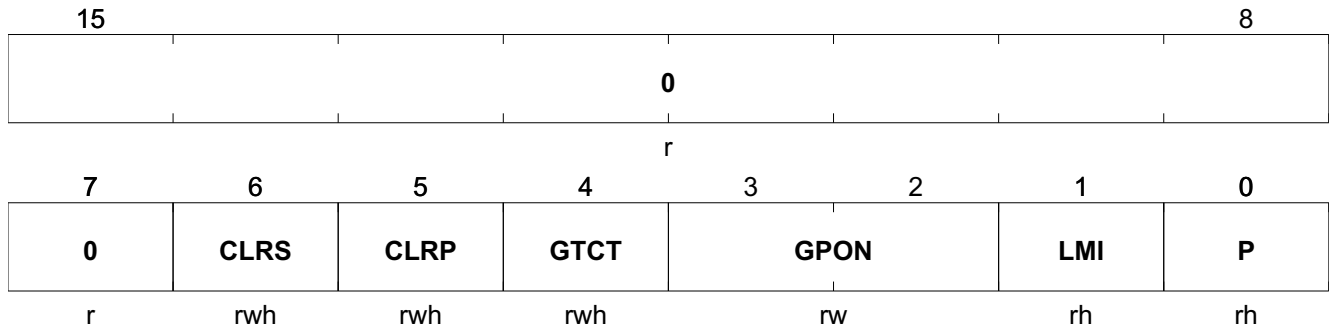 15 8
0
r
7 6 5 4 3 2 1 0
0 CLRS CLRP GTCT GPON LMI P
r rwh rwh rwh rw rh rh